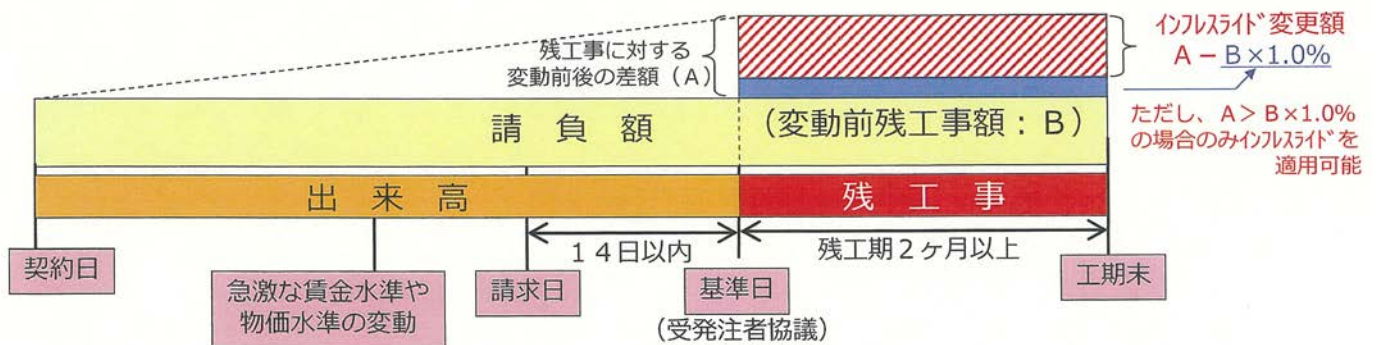 残工事に対する
変動前後の差額(A)
インフレスライド変更額
A-B×1.0%
請 負 額
(変動前残工事額:B)
ただし、A>B×1.0%
の場合のみインフレスライドを
適用可能
出 来 高
残 工 事
14日以内
残工期2ヶ月以上
契約日
急激な賃金水準や
物価水準の変動
請求日
基準日
(受発注者協議)
工期末